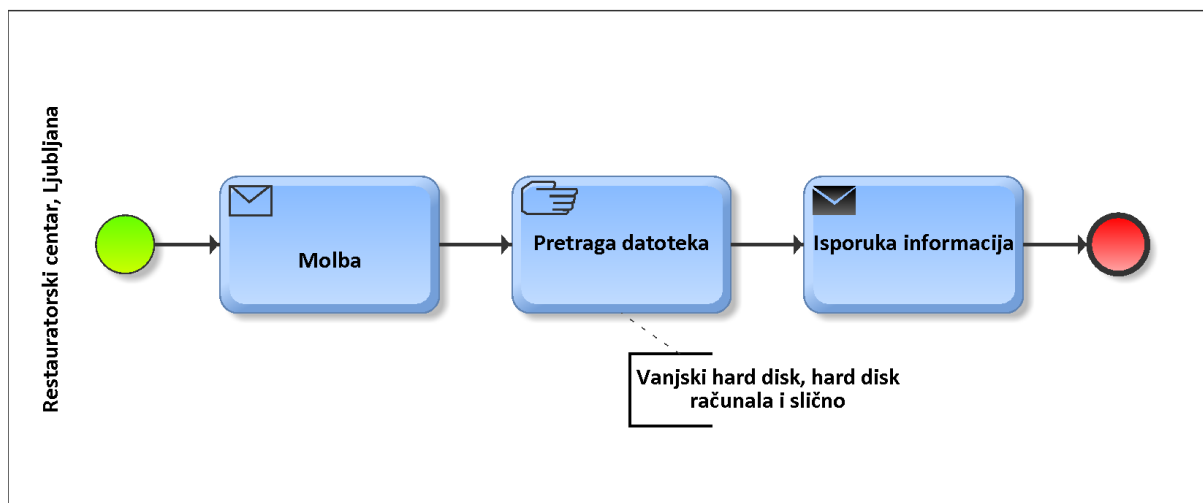 Restauratorski centar, Ljubljana
Molba
Pretraga datoteka
Isporuka informacija
Vanjski hard disk, hard disk
računala i slično